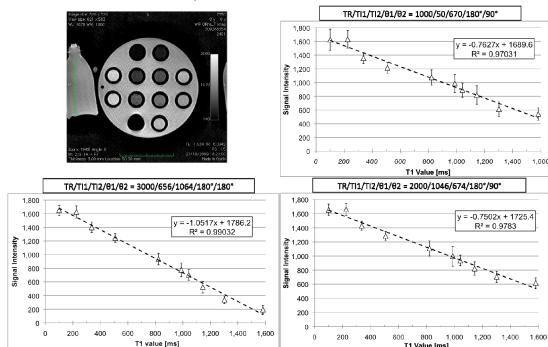 TR/TI1/TI2/θ1/θ2 = 1000/50/670/180°/90°
1,800
1,600
1,400
1,200
1,000
800
600
400
200
0
Signal Intensity
y = -0.7627x + 1689.6
R² = 0.97031
0 200 400 600 800 1,000 1,200 1,400 1,600
T1 Value [ms]
TR/TI1/TI2/θ1/θ2 = 3000/656/1064/180°/180°
1,800
1,600
1,400
1,200
1,000
800
600
400
200
0
Signal Intensity
y = -1.0517x + 1786.2
R² = 0.99032
0 200 400 600 800 1,000 1,200 1,400 1,600
T1 Value [ms]
TR/TI1/TI2/θ1/θ2 = 2000/1046/674/180°/90°
1,800
1,600
1,400
1,200
1,000
800
600
400
200
0
Signal Intensity
y = -0.7502x + 1725.4
R² = 0.9783
0 200 400 600 800 1,000 1,200 1,400 1,600
T1 Value [ms]